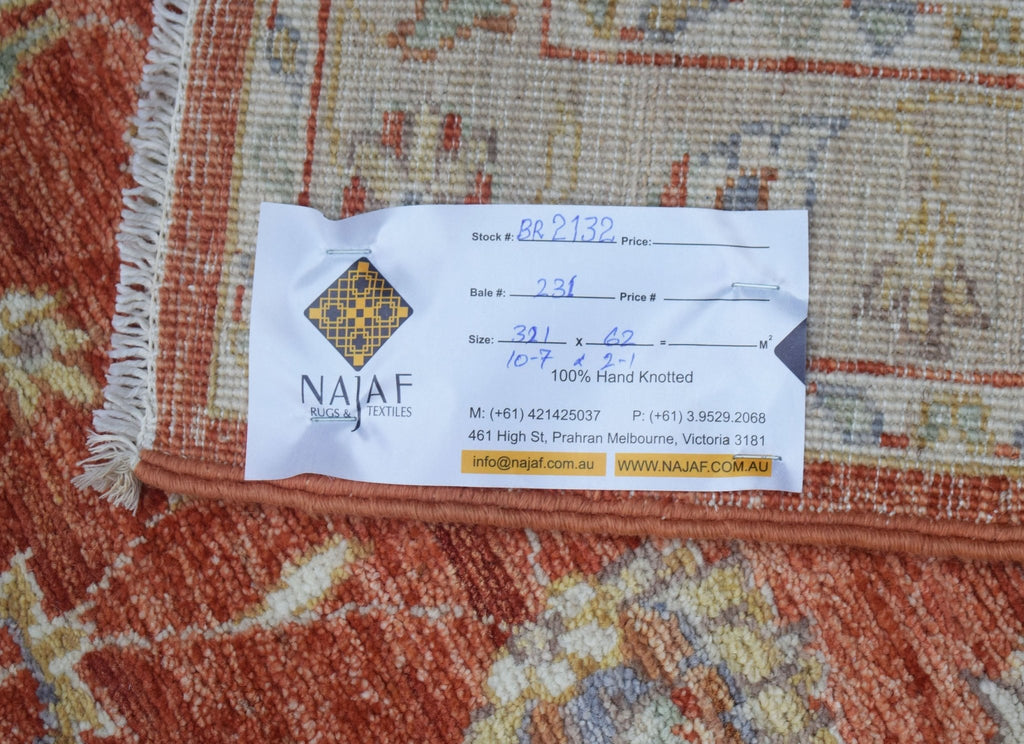 Stock #: BR 2132 Price:
Bale #: 231 Price #
Size: 321 x 62 = M²
10-7 x 2-1
100% Hand Knotted
NAJAF
RUGS & TEXTILES
M: (+61) 421425037 P: (+61) 3.9529.2068
461 High St, Prahran Melbourne, Victoria 3181
info@najaf.com.au WWW.NAJAF.COM.AU